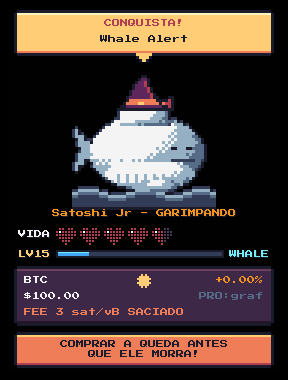 CONQUISTA!
Whale Alert
Satoshi Jr - GARIMPANDO
VIDA
LV15 WHALE
BTC +0.00%
$100.00 PRO:graf
FEE 3 sat/vB SACIADO
COMPRAR A QUEDA ANTES
QUE ELE MORRA!